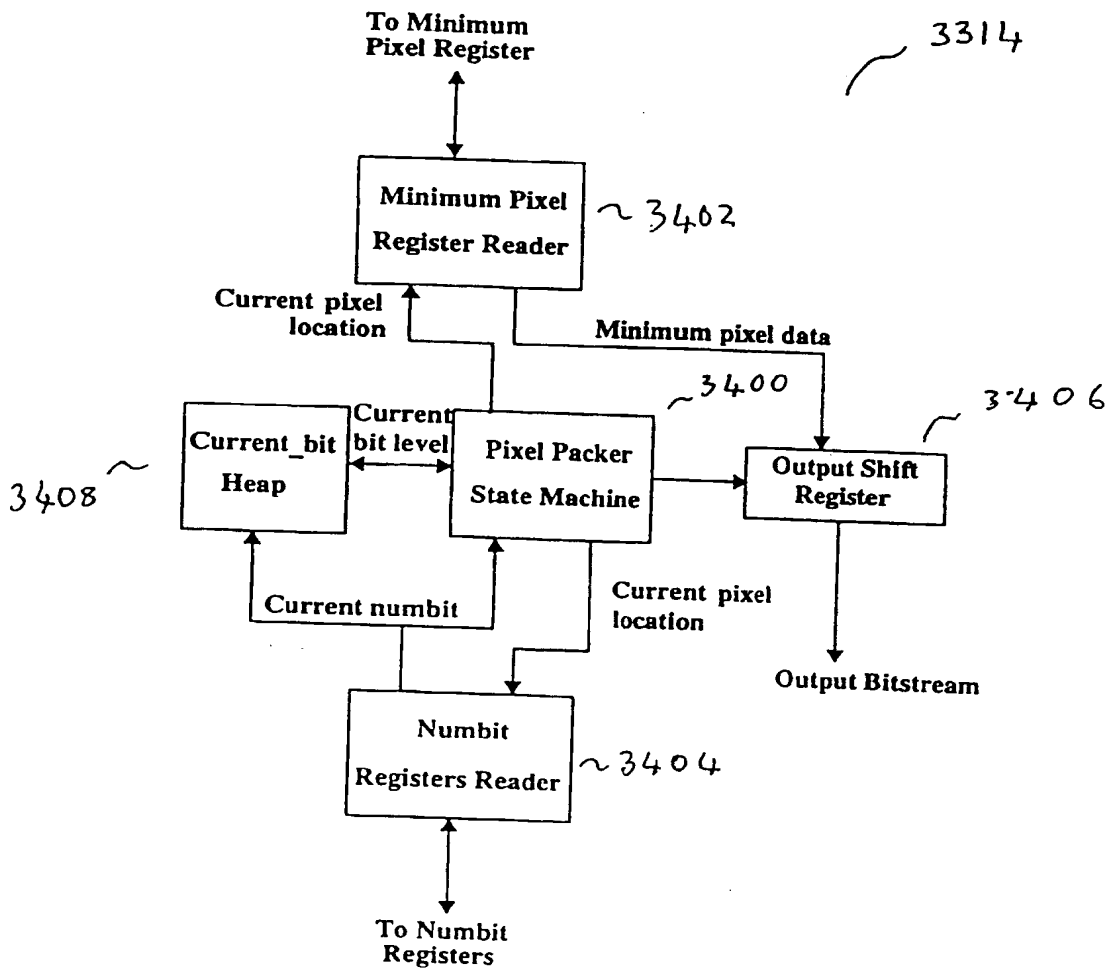 To Minimum
Pixel Register
3314
Minimum Pixel
Register Reader
3402
Current pixel
location
Minimum pixel data
3400
3406
Current
bit level
Current_bit
Heap
Pixel Packer
State Machine
Output Shift
Register
3408
Current numbit
Current pixel
location
Output Bitstream
Numbit
Registers Reader
3404
To Numbit
Registers